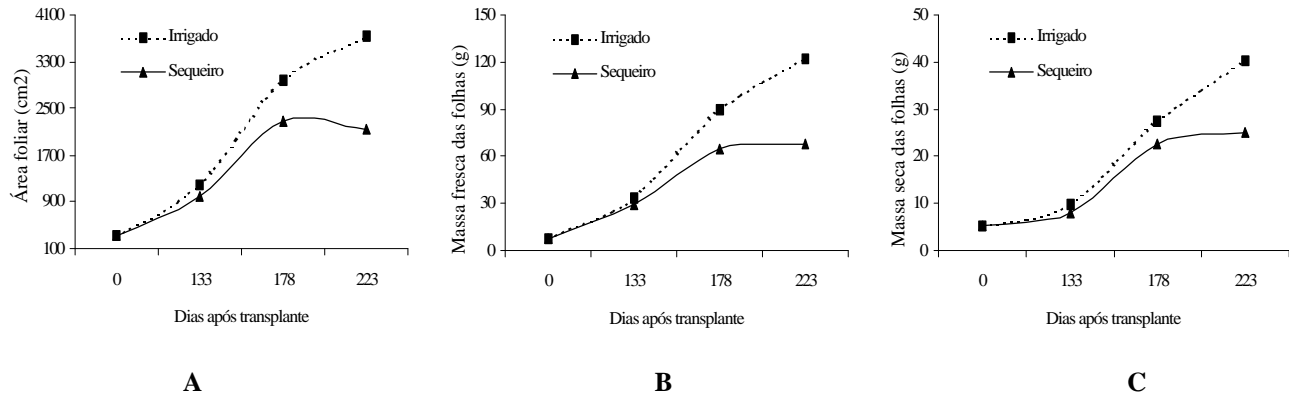 Área foliar (cm2)
4100
3300
2500
1700
900
100
Irrigado
Sequeiro
0 133 178 223
Dias após transplante
A
Massa fresca das folhas (g)
150
120
90
60
30
0
Irrigado
Sequeiro
0 133 178 223
Dias após transplante
B
Massa seca das folhas (g)
50
40
30
20
10
0
Irrigado
Sequeiro
0 133 178 223
Dias após transplante
C